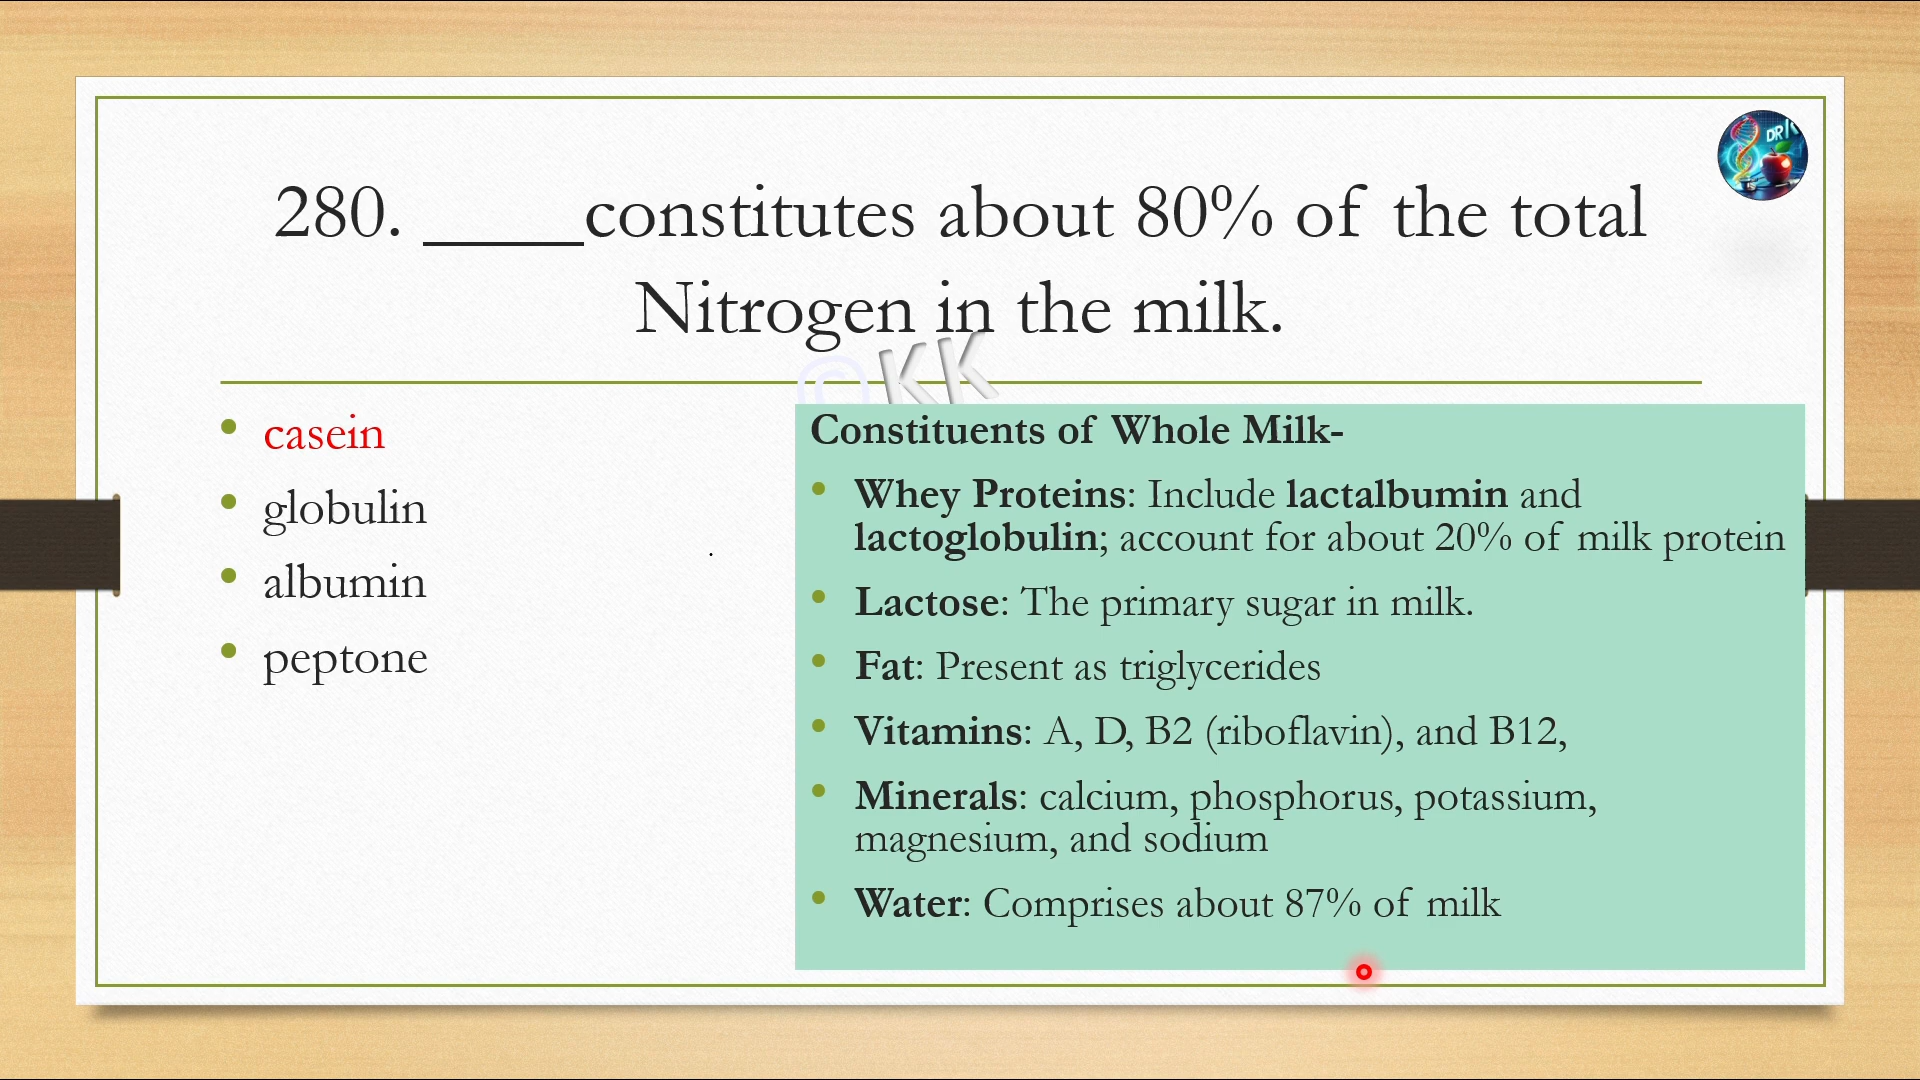 280. ____constitutes about 80% of the total
Nitrogen in the milk.
©KK
DR K
• casein
• globulin
• albumin
• peptone
Constituents of Whole Milk-
• Whey Proteins: Include lactalbumin and
lactoglobulin; account for about 20% of milk protein
• Lactose: The primary sugar in milk.
• Fat: Present as triglycerides
• Vitamins: A, D, B2 (riboflavin), and B12,
• Minerals: calcium, phosphorus, potassium,
magnesium, and sodium
• Water: Comprises about 87% of milk